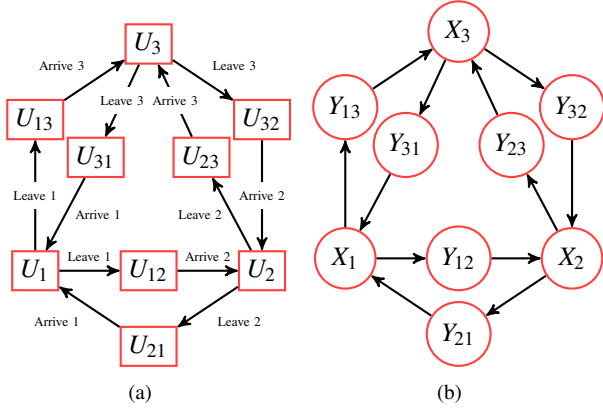 U3
X3
Arrive 3
Leave 3
Leave 3
Arrive 3
U13
U32
Y13
Y32
U31
U23
Y31
Y23
Leave 1
Arrive 1
Leave 2
Arrive 2
Leave 1
Arrive 2
U1
U12
U2
X1
Y12
X2
Arrive 1
Leave 2
U21
Y21
(a)
(b)